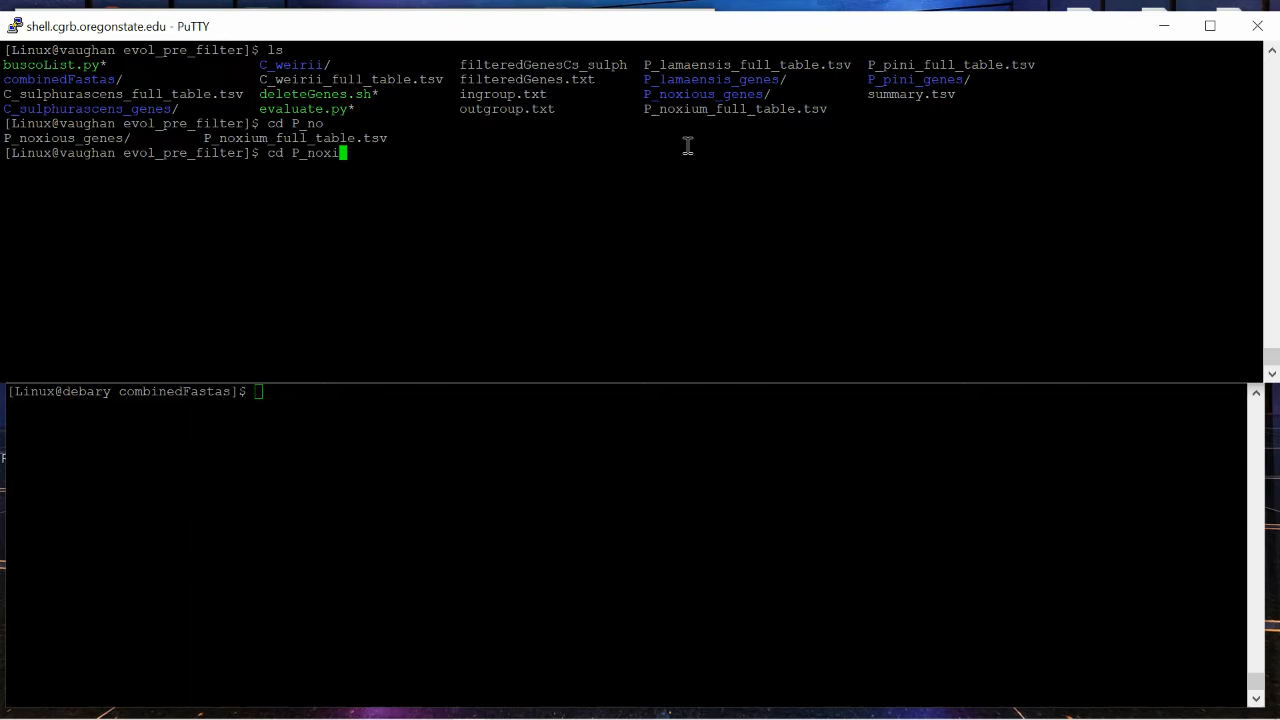 shell.cgrb.oregonstate.edu - PuTTY
[Linux@vaughan evol_pre_filter]$ ls
buscoList.py* C_weirii/ filteredGenesCs_sulph P_lamaensis_full_table.tsv P_pini_full_table.tsv
combinedFastas/ C_weirii_full_table.tsv filteredGenes.txt P_lamaensis_genes/ P_pini_genes/
C_sulphurascens_full_table.tsv deleteGenes.sh* ingroup.txt P_noxious_genes/ summary.tsv
C_sulphurascens_genes/ evaluate.py* outgroup.txt P_noxium_full_table.tsv
[Linux@vaughan evol_pre_filter]$ cd P_no
P_noxious_genes/ P_noxium_full_table.tsv
[Linux@vaughan evol_pre_filter]$ cd P_noxi
[Linux@debary combinedFastas]$